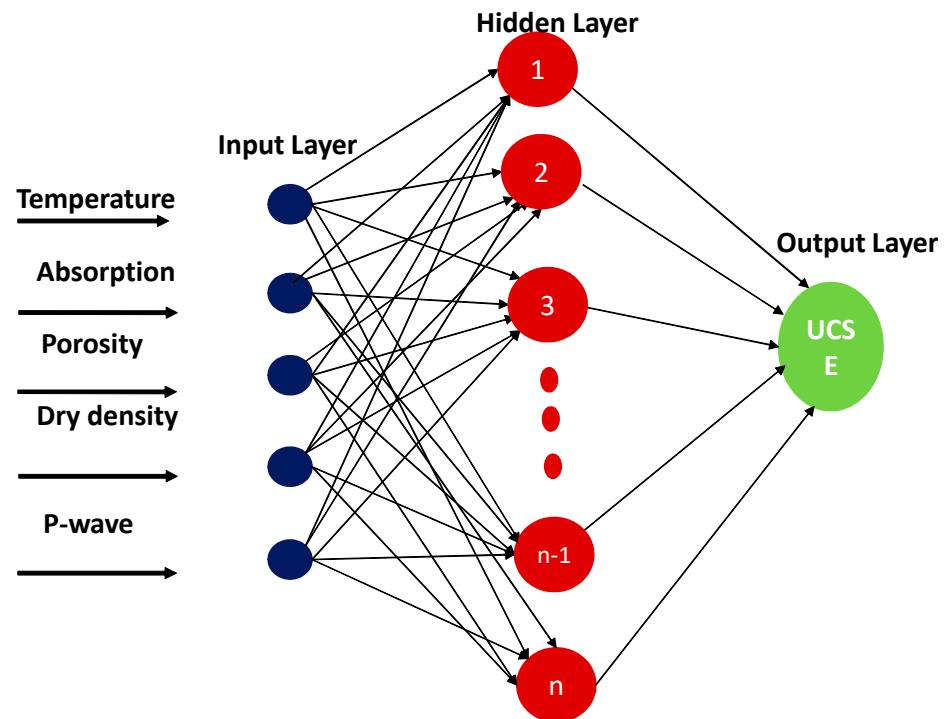 Hidden Layer
1
Input Layer
2
Temperature
Output Layer
Absorption
3
UCS
E
Porosity
Dry density
P-wave
n-1
n